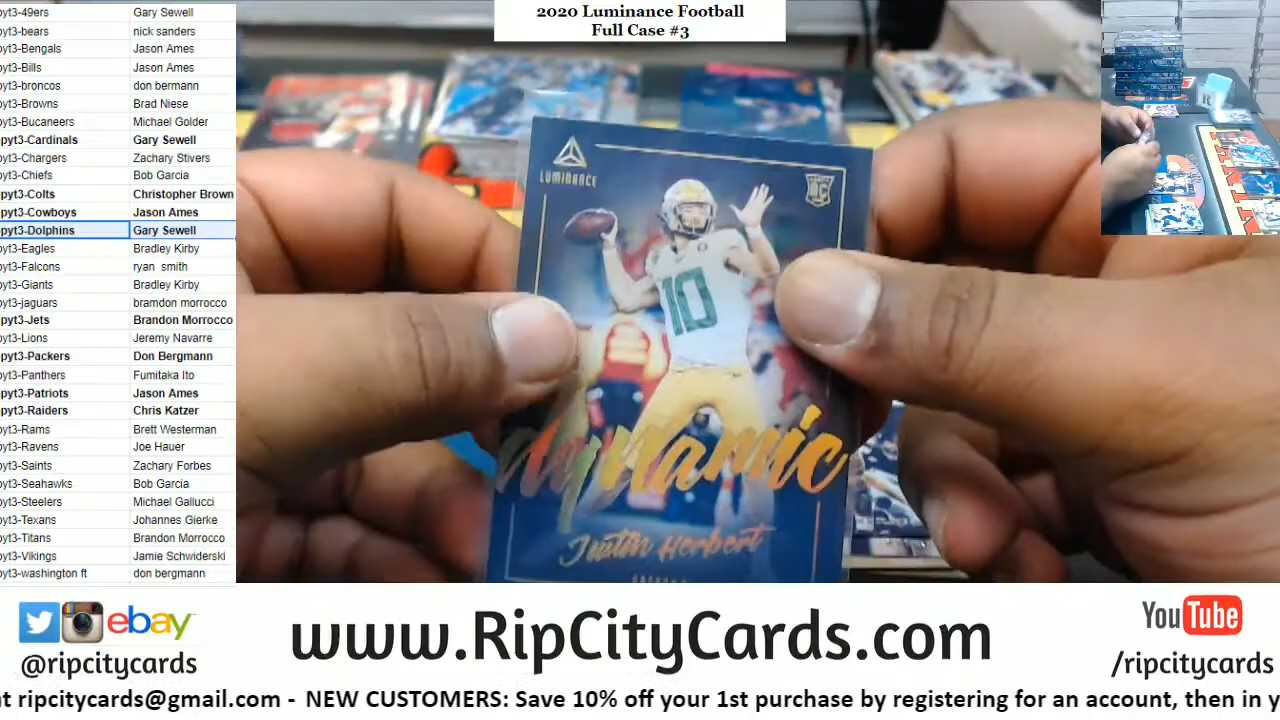 2020 Luminance Football
Full Case #3
pyt3-49ers Gary Sewell
pyt3-bears nick sanders
pyt3-Bengals Jason Ames
pyt3-Bills Jason Ames
pyt3-broncos don bermann
pyt3-Browns Brad Niese
pyt3-Bucaneers Michael Golder
pyt3-Cardinals Gary Sewell
pyt3-Chargers Zachary Stivers
pyt3-Chiefs Bob Garcia
pyt3-Colts Christopher Brown
pyt3-Cowboys Jason Ames
pyt3-Dolphins Gary Sewell
pyt3-Eagles Bradley Kirby
pyt3-Falcons ryan smith
pyt3-Giants Bradley Kirby
pyt3-jaguars bramdon morrocco
pyt3-Jets Brandon Morrocco
pyt3-Lions Jeremy Navarre
pyt3-Packers Don Bergmann
pyt3-Panthers Fumitaka Ito
pyt3-Patriots Jason Ames
pyt3-Raiders Chris Katzer
pyt3-Rams Brett Westerman
pyt3-Ravens Joe Hauer
pyt3-Saints Zachary Forbes
pyt3-Seahawks Bob Garcia
pyt3-Steelers Michael Gallucci
pyt3-Texans Johannes Gierke
pyt3-Titans Brandon Morrocco
pyt3-Vikings Jamie Schwiderski
pyt3-washington ft don bergmann
LUMINANCE
RC
10
dynamic
Justin Herbert
ebay
@ripcitycards
www.RipCityCards.com
YouTube
/ripcitycards
at ripcitycards@gmail.com - NEW CUSTOMERS: Save 10% off your 1st purchase by registering for an account, then in y